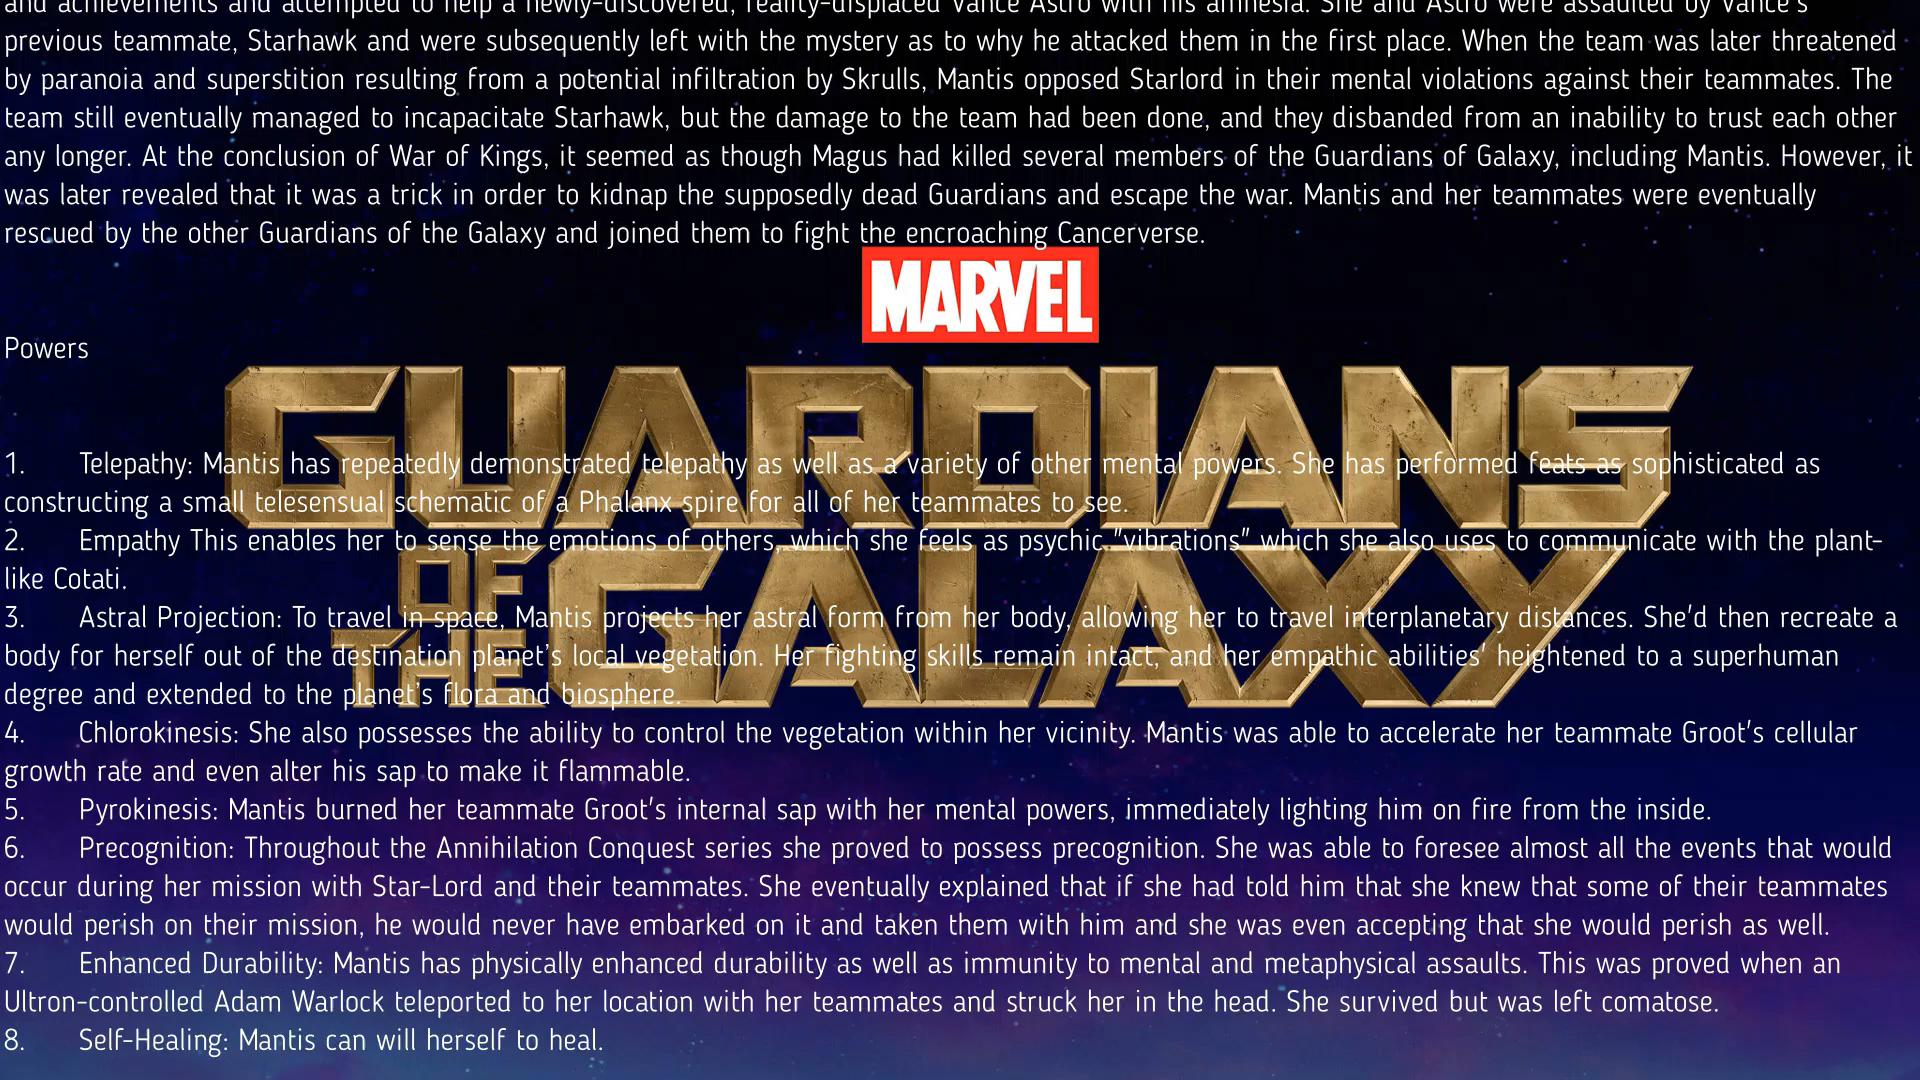 and achievements and attempted to help a newly-discovered, reality-displaced Vance Astro with his amnesia. She and Astro were assaulted by Vance's
previous teammate, Starhawk and were subsequently left with the mystery as to why he attacked them in the first place. When the team was later threatened
by paranoia and superstition resulting from a potential infiltration by Skrulls, Mantis opposed Starlord in their mental violations against their teammates. The
team still eventually managed to incapacitate Starhawk, but the damage to the team had been done, and they disbanded from an inability to trust each other
any longer. At the conclusion of War of Kings, it seemed as though Magus had killed several members of the Guardians of Galaxy, including Mantis. However, it
was later revealed that it was a trick in order to kidnap the supposedly dead Guardians and escape the war. Mantis and her teammates were eventually
rescued by the other Guardians of the Galaxy and joined them to fight the encroaching Cancerverse.
MARVEL
Powers
GUARDIANS
OF THE GALAXY
1. Telepathy: Mantis has repeatedly demonstrated telepathy as well as a variety of other mental powers. She has performed feats as sophisticated as
constructing a small telesensual schematic of a Phalanx spire for all of her teammates to see.
2. Empathy This enables her to sense the emotions of others, which she feels as psychic "vibrations" which she also uses to communicate with the plant-
like Cotati.
3. Astral Projection: To travel in space, Mantis projects her astral form from her body, allowing her to travel interplanetary distances. She'd then recreate a
body for herself out of the destination planet's local vegetation. Her fighting skills remain intact, and her empathic abilities' heightened to a superhuman
degree and extended to the planet's flora and biosphere.
4. Chlorokinesis: She also possesses the ability to control the vegetation within her vicinity. Mantis was able to accelerate her teammate Groot's cellular
growth rate and even alter his sap to make it flammable.
5. Pyrokinesis: Mantis burned her teammate Groot's internal sap with her mental powers, immediately lighting him on fire from the inside.
6. Precognition: Throughout the Annihilation Conquest series she proved to possess precognition. She was able to foresee almost all the events that would
occur during her mission with Star-Lord and their teammates. She eventually explained that if she had told him that she knew that some of their teammates
would perish on their mission, he would never have embarked on it and taken them with him and she was even accepting that she would perish as well.
7. Enhanced Durability: Mantis has physically enhanced durability as well as immunity to mental and metaphysical assaults. This was proved when an
Ultron-controlled Adam Warlock teleported to her location with her teammates and struck her in the head. She survived but was left comatose.
8. Self-Healing: Mantis can will herself to heal.